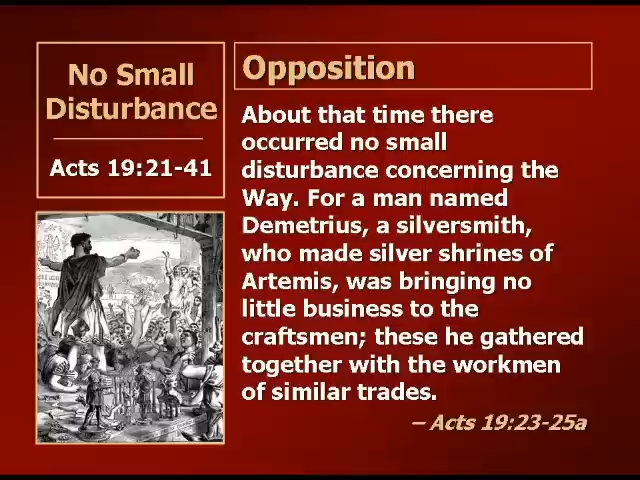 No Small
Disturbance
Acts 19:21-41
Opposition
About that time there
occurred no small
disturbance concerning the
Way. For a man named
Demetrius, a silversmith,
who made silver shrines of
Artemis, was bringing no
little business to the
craftsmen; these he gathered
together with the workmen
of similar trades.
– Acts 19:23-25a